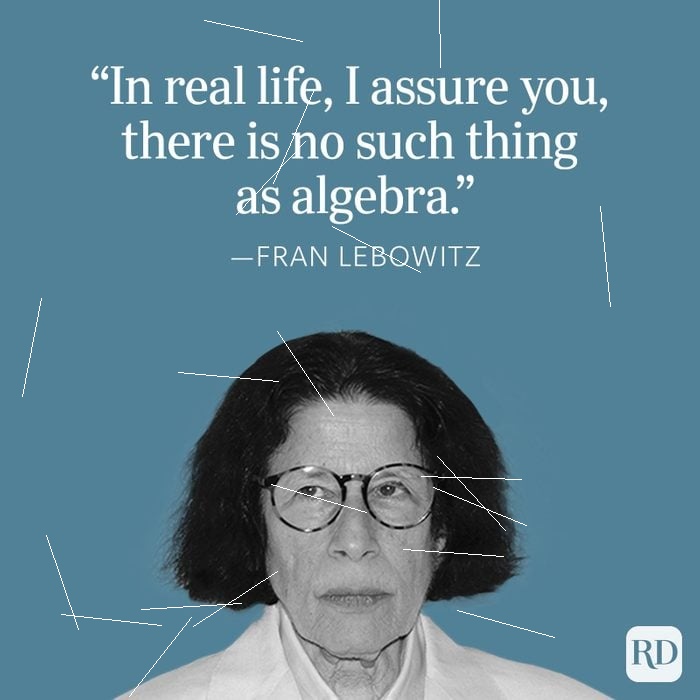 “In real life, I assure you,
there is no such thing
as algebra.”
—FRAN LEBOWITZ
RD